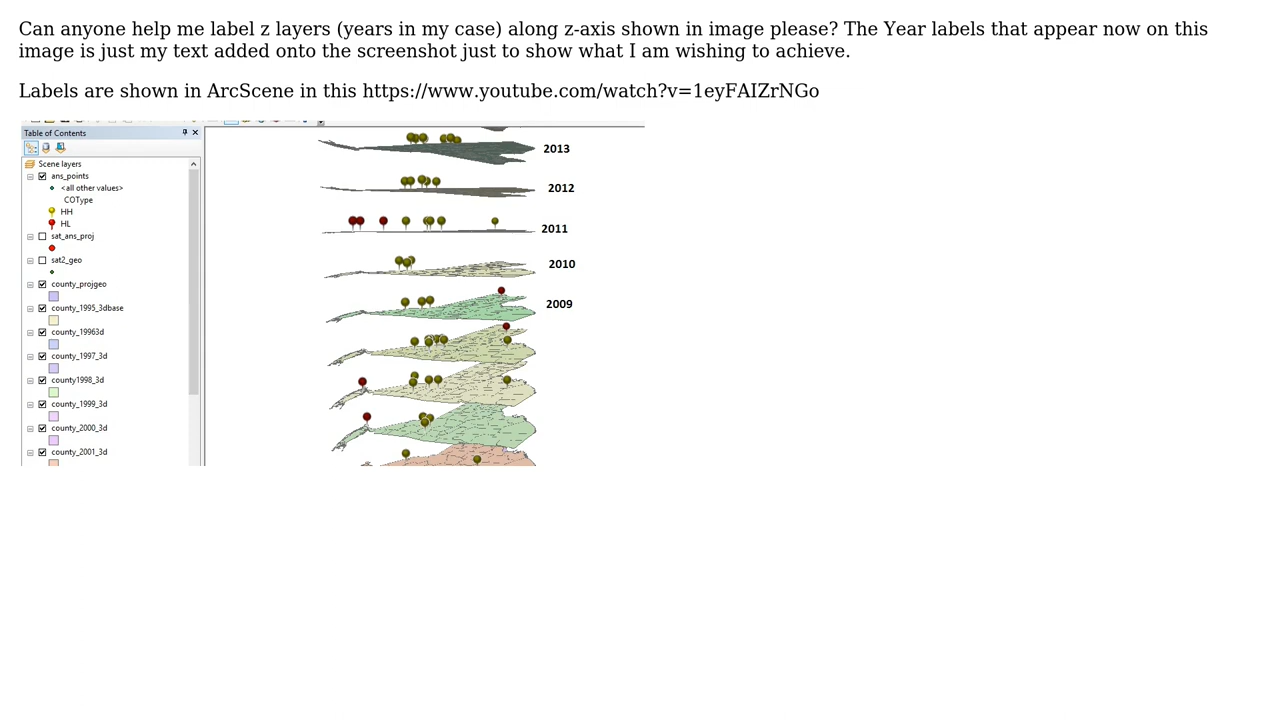 Can anyone help me label z layers (years in my case) along z-axis shown in image please? The Year labels that appear now on this
image is just my text added onto the screenshot just to show what I am wishing to achieve.
Labels are shown in ArcScene in this https://www.youtube.com/watch?v=1eyFAIZrNGo
Table of Contents
Scene layers
ans_points
<all other values>
COType
HH
HL
sat_ans_proj
sat2_geo
county_projgeo
county_1995_3dbase
county_19963d
county_1997_3d
county1998_3d
county_1999_3d
county_2000_3d
county_2001_3d
2013
2012
2011
2010
2009